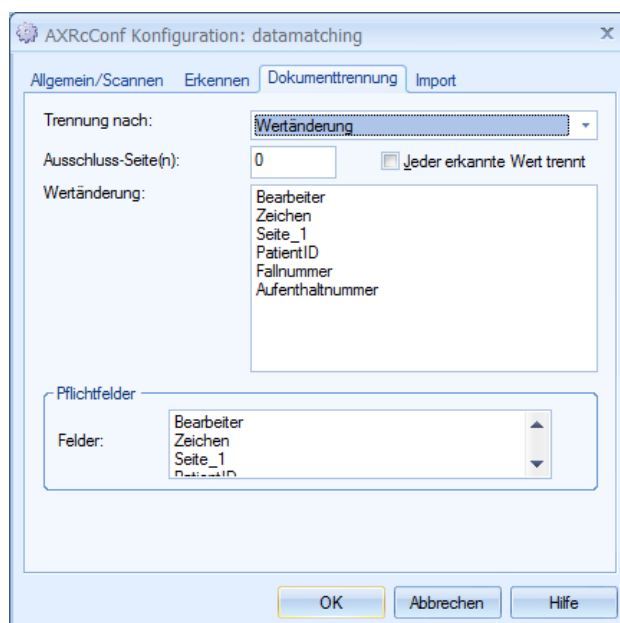 AXRcConf Konfiguration: datamatching
Allgemein/Scannen Erkennen Dokumenttrennung Import
Trennung nach: Wertänderung
Ausschluss-Seite(n): 0 Jeder erkannte Wert trennt
Wertänderung: Bearbeiter
Zeichen
Seite_1
PatientID
Fallnummer
Aufenthaltnummer
Pflichtfelder
Felder: Bearbeiter
Zeichen
Seite_1
PatientID
OK Abbrechen Hilfe